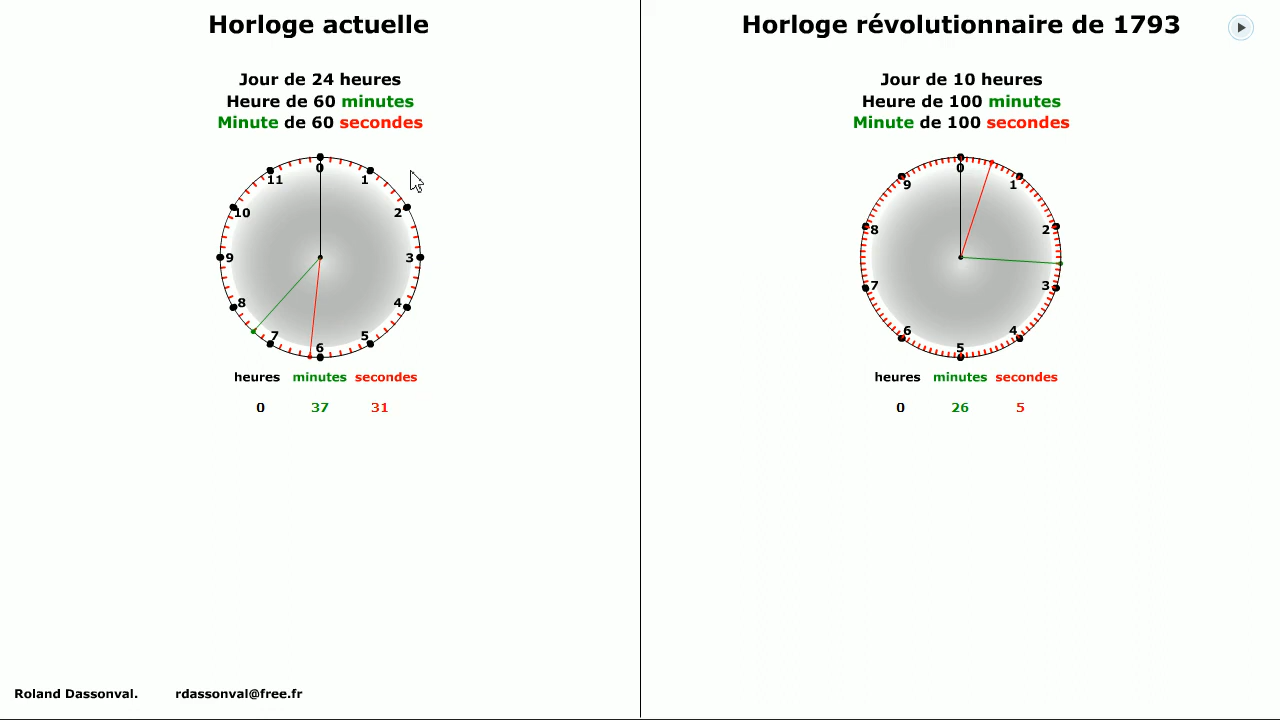 Horloge actuelle
Jour de 24 heures
Heure de 60 minutes
Minute de 60 secondes
0
1
2
3
4
5
6
7
8
9
10
11
heures minutes secondes
0 37 31
Roland Dassonval. rdassonval@free.fr
Horloge révolutionnaire de 1793
Jour de 10 heures
Heure de 100 minutes
Minute de 100 secondes
0
1
2
3
4
5
6
7
8
9
heures minutes secondes
0 26 5